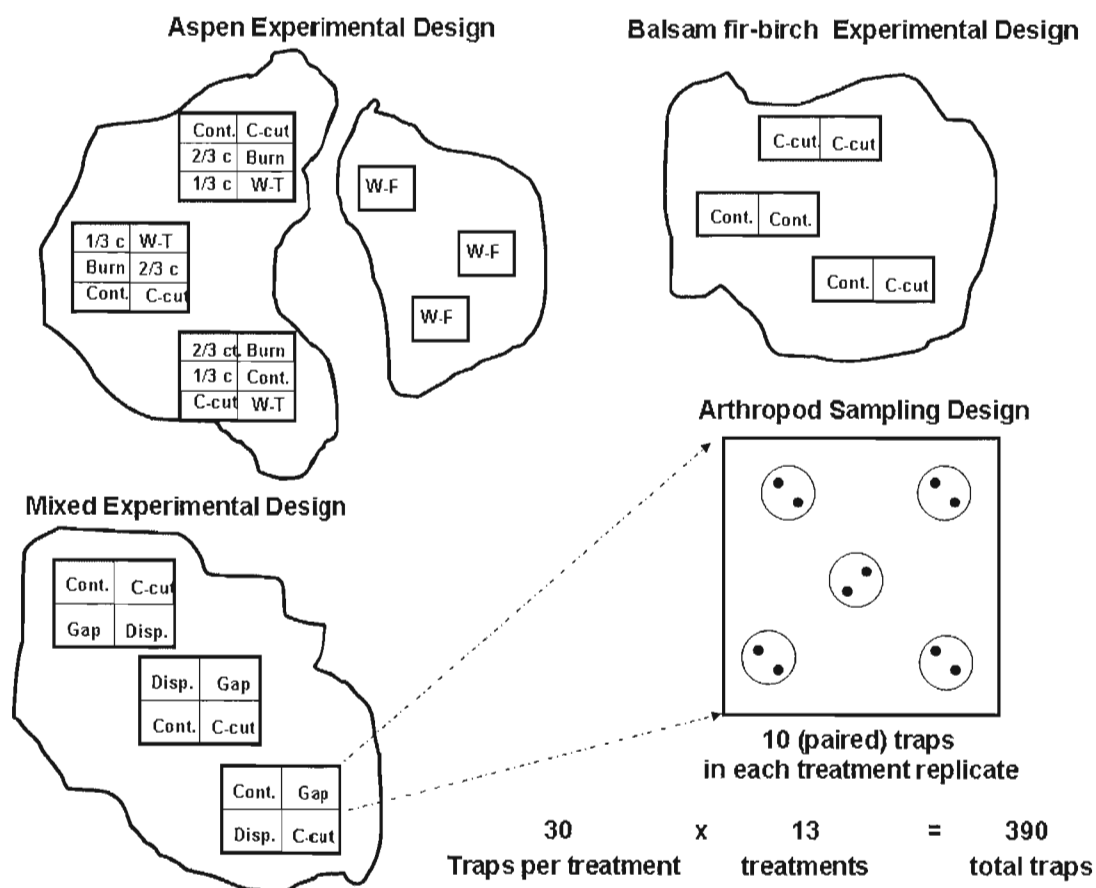 Aspen Experimental Design
Cont. C-cut
2/3 c Burn
1/3 c W-T
1/3 c W-T
Burn 2/3 c
Cont. C-cut
2/3 ct Burn
1/3 c Cont.
C-cut W-T
W-F
W-F
W-F
Balsam fir-birch Experimental Design
C-cut C-cut
Cont. Cont.
Cont. C-cut
Mixed Experimental Design
Cont. C-cut
Gap Disp.
Disp. Gap
Cont. C-cut
Cont. Gap
Disp. C-cut
Arthropod Sampling Design
10 (paired) traps
in each treatment replicate
30 x 13 = 390
Traps per treatment treatments total traps